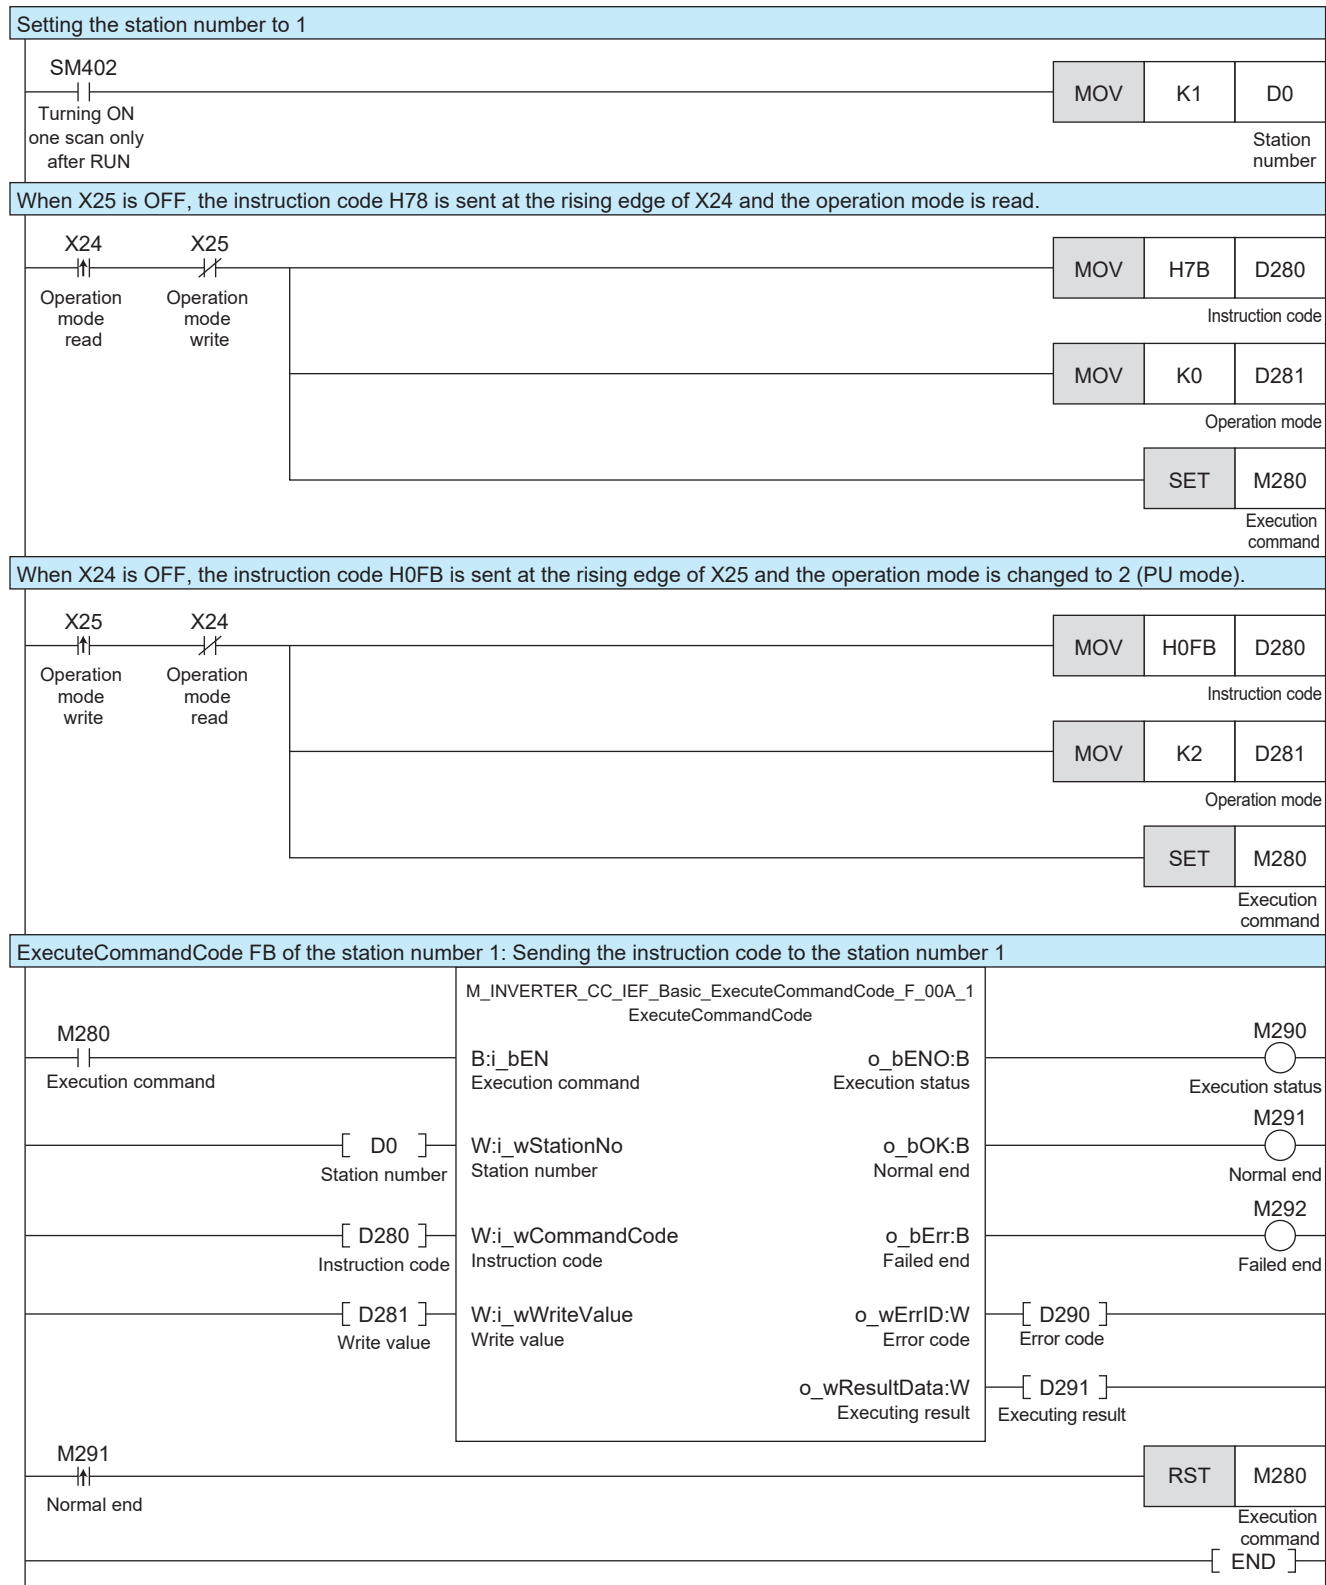 Setting the station number to 1
SM402
MOV K1 D0
Turning ON
one scan only
after RUN
Station
number
When X25 is OFF, the instruction code H78 is sent at the rising edge of X24 and the operation mode is read.
X24 X25
MOV H7B D280
Operation
mode
read
Operation
mode
write
Instruction code
MOV K0 D281
Operation mode
SET M280
Execution
command
When X24 is OFF, the instruction code H0FB is sent at the rising edge of X25 and the operation mode is changed to 2 (PU mode).
X25 X24
MOV H0FB D280
Operation
mode
write
Operation
mode
read
Instruction code
MOV K2 D281
Operation mode
SET M280
Execution
command
ExecuteCommandCode FB of the station number 1: Sending the instruction code to the station number 1
M_INVERTER_CC_IEF_Basic_ExecuteCommandCode_F_00A_1
ExecuteCommandCode
M280 M290
B:i_bEN o_bENO:B
Execution command Execution command Execution status Execution status
M291
D0 W:i_wStationNo o_bOK:B
Station number Station number Normal end Normal end
M292
D280 W:i_wCommandCode o_bErr:B
Instruction code Instruction code Failed end Failed end
D281 W:i_wWriteValue o_wErrID:W D290
Write value Write value Error code Error code
o_wResultData:W D291
Executing result Executing result
M291
RST M280
Normal end
Execution
command
END